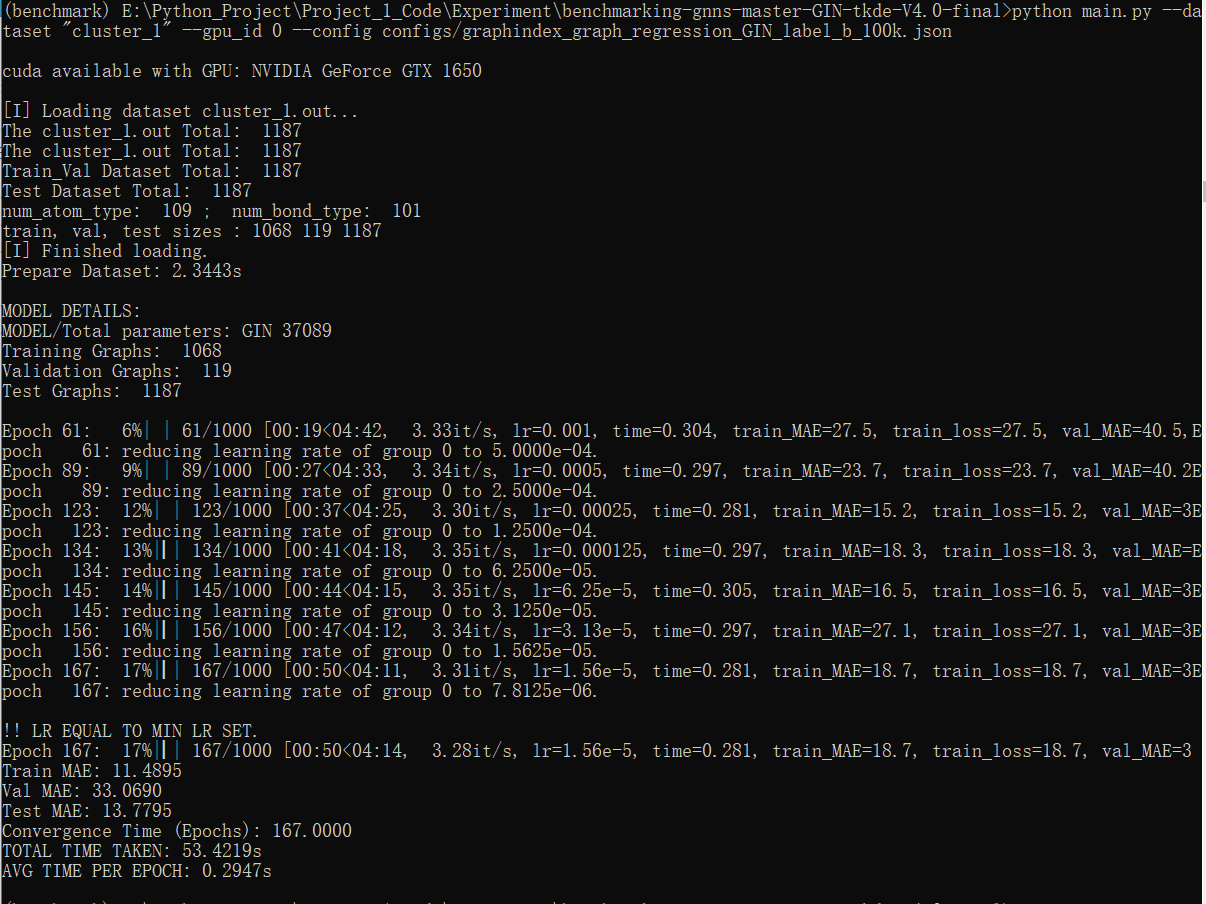 (benchmark) E:\Python_Project\Project_1_Code\Experiment\benchmarking-gnns-master-GIN-tkde-V4.0-final>python main.py --da
taset "cluster_1" --gpu_id 0 --config configs/graphindex_graph_regression_GIN_label_b_100k.json
cuda available with GPU: NVIDIA GeForce GTX 1650
[I] Loading dataset cluster_1.out...
The cluster_1.out Total:  1187
The cluster_1.out Total:  1187
Train_Val Dataset Total:  1187
Test Dataset Total:  1187
num_atom_type:  109 ;  num_bond_type:  101
train, val, test sizes : 1068 119 1187
[I] Finished loading.
Prepare Dataset: 2.3443s
MODEL DETAILS:
MODEL/Total parameters: GIN 37089
Training Graphs:  1068
Validation Graphs:  119
Test Graphs:  1187
Epoch 61:   6%| | 61/1000 [00:19<04:42,  3.33it/s, lr=0.001, time=0.304, train_MAE=27.5, train_loss=27.5, val_MAE=40.5,E
poch    61: reducing learning rate of group 0 to 5.0000e-04.
Epoch 89:   9%| | 89/1000 [00:27<04:33,  3.34it/s, lr=0.0005, time=0.297, train_MAE=23.7, train_loss=23.7, val_MAE=40.2E
poch    89: reducing learning rate of group 0 to 2.5000e-04.
Epoch 123:  12%| | 123/1000 [00:37<04:25,  3.30it/s, lr=0.00025, time=0.281, train_MAE=15.2, train_loss=15.2, val_MAE=3E
poch   123: reducing learning rate of group 0 to 1.2500e-04.
Epoch 134:  13%|▎| 134/1000 [00:41<04:18,  3.35it/s, lr=0.000125, time=0.297, train_MAE=18.3, train_loss=18.3, val_MAE=E
poch   134: reducing learning rate of group 0 to 6.2500e-05.
Epoch 145:  14%|▎| 145/1000 [00:44<04:15,  3.35it/s, lr=6.25e-5, time=0.305, train_MAE=16.5, train_loss=16.5, val_MAE=3E
poch   145: reducing learning rate of group 0 to 3.1250e-05.
Epoch 156:  16%|▎| 156/1000 [00:47<04:12,  3.34it/s, lr=3.13e-5, time=0.297, train_MAE=27.1, train_loss=27.1, val_MAE=3E
poch   156: reducing learning rate of group 0 to 1.5625e-05.
Epoch 167:  17%|▎| 167/1000 [00:50<04:11,  3.31it/s, lr=1.56e-5, time=0.281, train_MAE=18.7, train_loss=18.7, val_MAE=3E
poch   167: reducing learning rate of group 0 to 7.8125e-06.
!! LR EQUAL TO MIN LR SET.
Epoch 167:  17%|▎| 167/1000 [00:50<04:14,  3.28it/s, lr=1.56e-5, time=0.281, train_MAE=18.7, train_loss=18.7, val_MAE=3
Train MAE: 11.4895
Val MAE: 33.0690
Test MAE: 13.7795
Convergence Time (Epochs): 167.0000
TOTAL TIME TAKEN: 53.4219s
AVG TIME PER EPOCH: 0.2947s